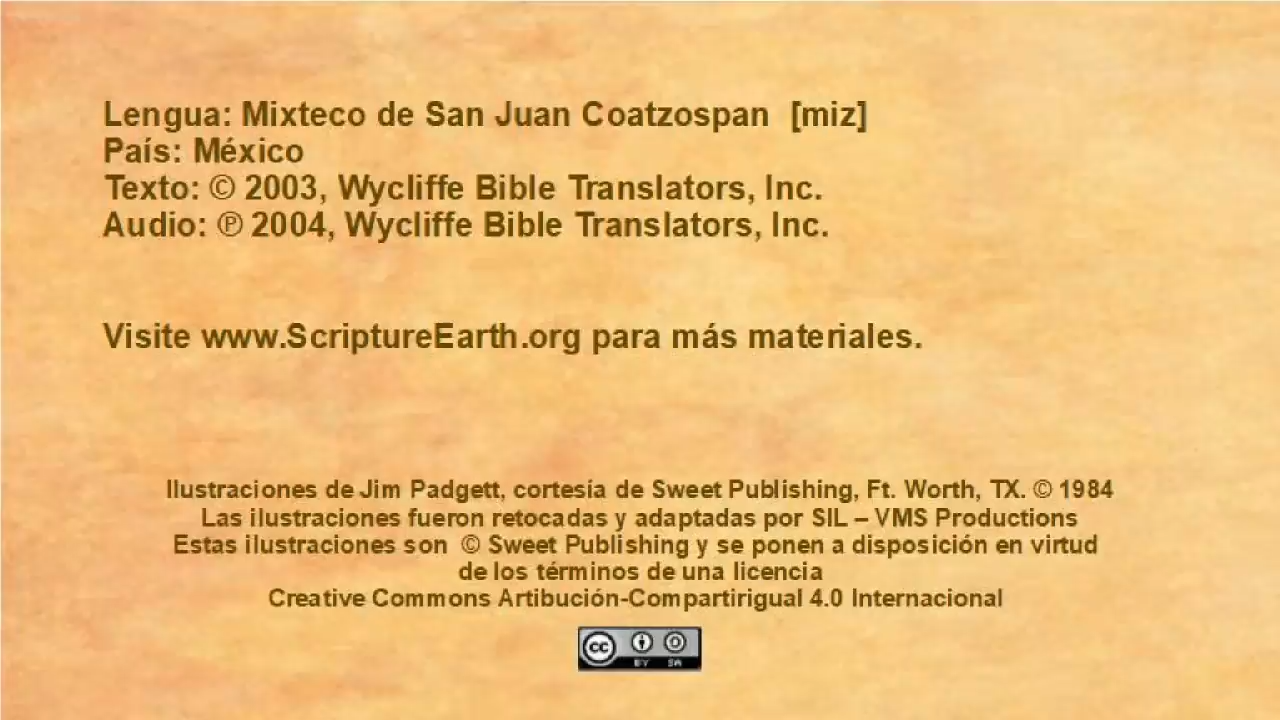 Lengua: Mixteco de San Juan Coatzospan [miz]
País: México
Texto: © 2003, Wycliffe Bible Translators, Inc.
Audio: ℗ 2004, Wycliffe Bible Translators, Inc.
Visite www.ScriptureEarth.org para más materiales.
Ilustraciones de Jim Padgett, cortesía de Sweet Publishing, Ft. Worth, TX. © 1984
Las ilustraciones fueron retocadas y adaptadas por SIL – VMS Productions
Estas ilustraciones son © Sweet Publishing y se ponen a disposición en virtud
de los términos de una licencia
Creative Commons Artibución-Compartirigual 4.0 Internacional
cc BY SA